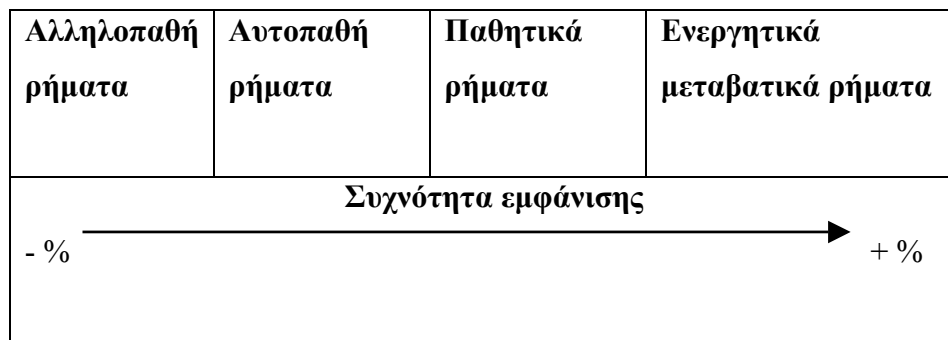 Αλληλοπαθή ρήματα
Αυτοπαθή ρήματα
Παθητικά ρήματα
Ενεργητικά μεταβατικά ρήματα
Συχνότητα εμφάνισης
- %
+ %